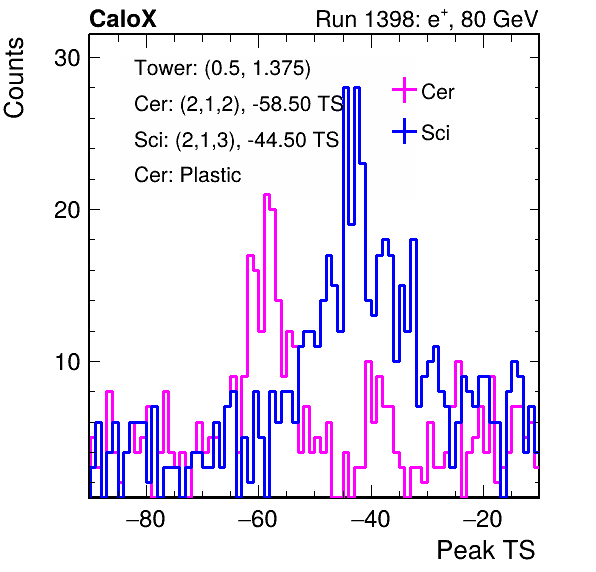 CaloX Run 1398: e⁺, 80 GeV
Counts
30
20
10
Tower: (0.5, 1.375)
Cer: (2,1,2), -58.50 TS
Sci: (2,1,3), -44.50 TS
Cer: Plastic
Cer
Sci
−80 −60 −40 −20
Peak TS